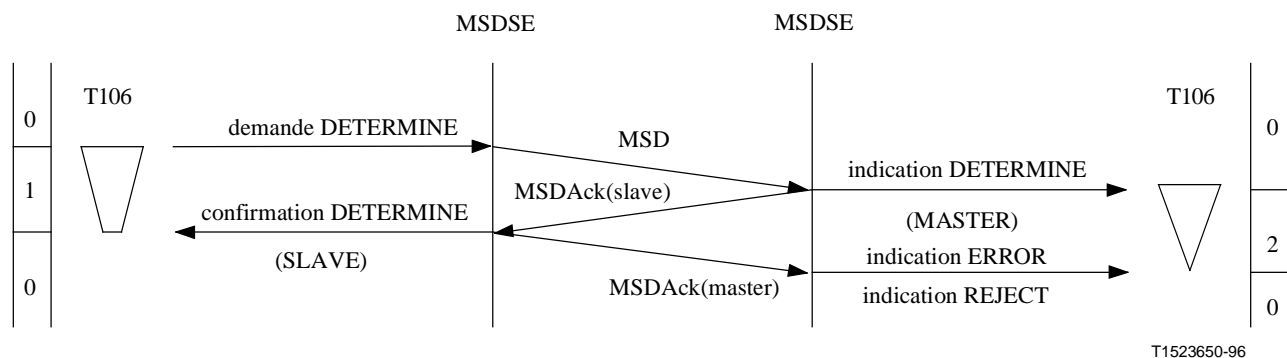 MSDSE MSDSE
T106 T106
0 demande DETERMINE MSD 0
1 MSDAck(slave) indication DETERMINE
confirmation DETERMINE (MASTER) 2
(SLAVE) indication ERROR
0 MSDAck(master) indication REJECT 0
T1523650-96